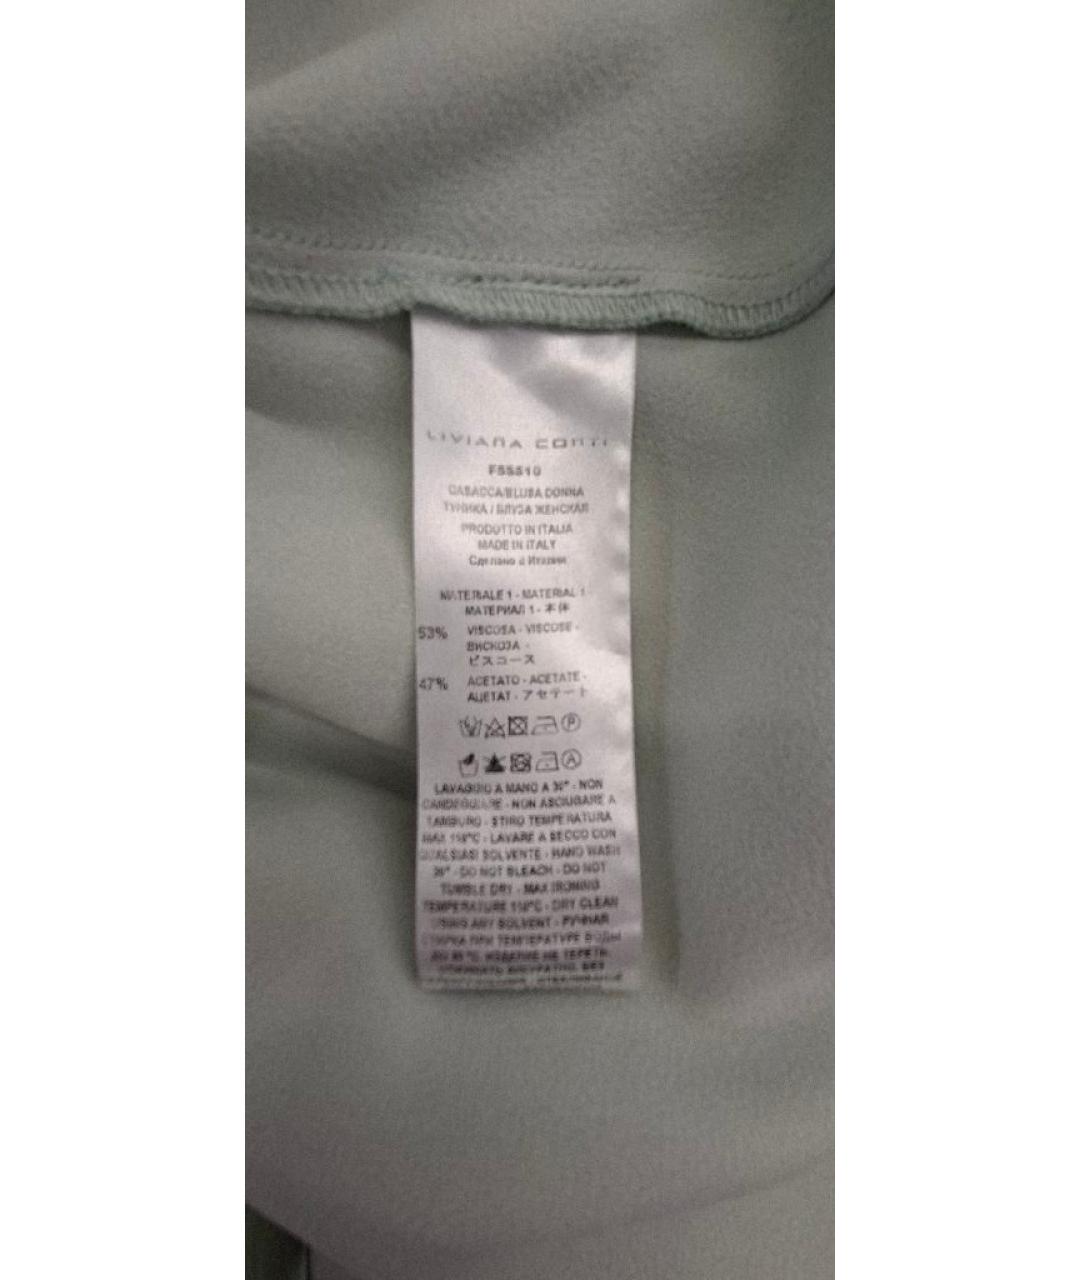 LIVIANA CONTI
F5SS10
CASACCA/BLUSA DONNA
ТУНИКА / БЛУЗА ЖЕНСКАЯ
PRODOTTO IN ITALIA
MADE IN ITALY
Сделано в Италии
MATERIALE 1 - MATERIAL 1 -
МАТЕРИАЛ 1 - 本体
53% VISCOSA - VISCOSE -
ВИСКОЗА -
ビスコース
47% ACETATO - ACETATE -
АЦЕТАТ - アセテート
P
A
LAVAGGIO A MANO A 30° - NON
CANDEGGIARE - NON ASCIUGARE A
TAMBURO - STIRO TEMPERATURA
MAX 110°C - LAVARE A SECCO CON
QUALSIASI SOLVENTE - HAND WASH
30° - DO NOT BLEACH - DO NOT
TUMBLE DRY - MAX IRONING
TEMPERATURE 110°C - DRY CLEAN
USING ANY SOLVENT - РУЧНАЯ
СТИРКА ПРИ ТЕМПЕРАТУРЕ ВОДЫ
ИЗДЕЛИЕ НЕ ТЕРЕТЬ,
БЕЗ